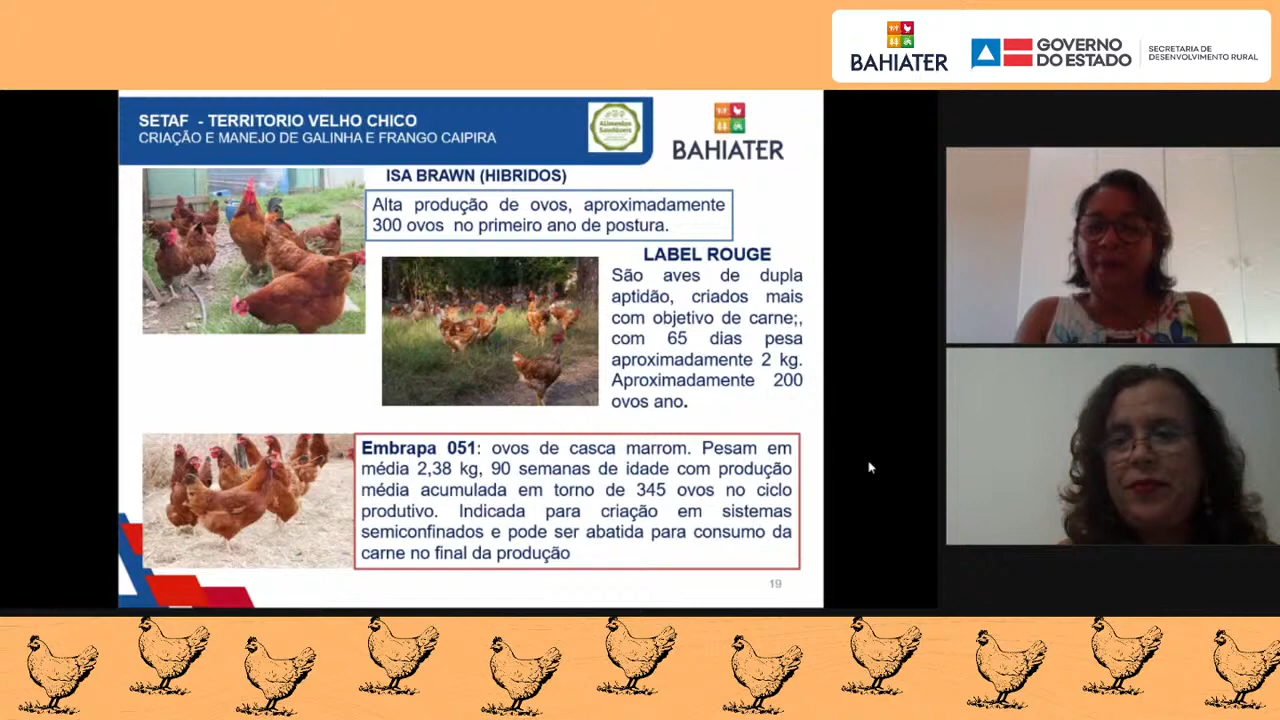 BAHIATER
GOVERNO
DO ESTADO
SECRETARIA DE
DESENVOLVIMENTO RURAL
SETAF - TERRITORIO VELHO CHICO
CRIAÇÃO E MANEJO DE GALINHA E FRANGO CAIPIRA
Alimentos
Saudáveis
BAHIATER
ISA BRAWN (HIBRIDOS)
Alta produção de ovos, aproximadamente
300 ovos no primeiro ano de postura.
LABEL ROUGE
São aves de dupla
aptidão, criados mais
com objetivo de carne;,
com 65 dias pesa
aproximadamente 2 kg.
Aproximadamente 200
ovos ano.
Embrapa 051: ovos de casca marrom. Pesam em
média 2,38 kg, 90 semanas de idade com produção
média acumulada em torno de 345 ovos no ciclo
produtivo. Indicada para criação em sistemas
semiconfinados e pode ser abatida para consumo da
carne no final da produção
19